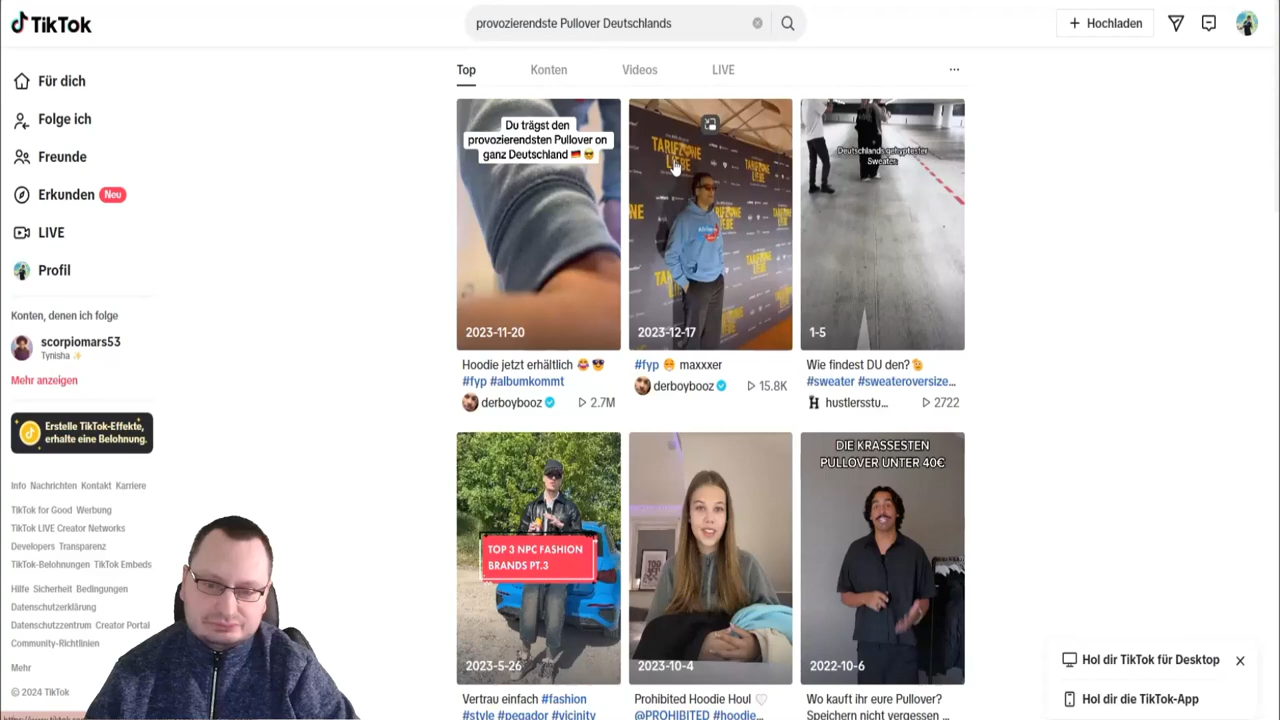 TikTok
provozierendste Pullover Deutschlands
Hochladen
Für dich
Folge ich
Freunde
Erkunden Neu
LIVE
Profil
Konten, denen ich folge
scorpiomars53
Tynisha
Mehr anzeigen
Erstelle TikTok-Effekte,
erhalte eine Belohnung.
Info Nachrichten Kontakt Karriere
TikTok for Good Werbung
TikTok LIVE Creator Networks
Developers Transparenz
TikTok-Belohnungen TikTok Embeds
Hilfe Sicherheit Bedingungen
Datenschutzerklärung
Datenschutzzentrum Creator Portal
Community-Richtlinien
Mehr
© 2024 TikTok
Top Konten Videos LIVE ...
Du trägst den
provozierendsten Pullover on
ganz Deutschland 🇩🇪 😎
2023-11-20
Hoodie jetzt erhältlich 😂 😎
#fyp #albumkommt
derboybooz 2.7M
TARIFZONE
LIEBE
2023-12-17
#fyp 😁 maxxxer
derboybooz 15.8K
Deutschlands gehyptester
Sweater
1-5
Wie findest DU den? 🫡
#sweater #sweateroversize...
hustlersstu... 2722
TOP 3 NPC FASHION
BRANDS PT.3
2023-5-26
Vertrau einfach #fashion
#style #pegador #vicinity
2023-10-4
Prohibited Hoodie Houl 🤍
@PROHIBITED #hoodie...
DIE KRASSESTEN
PULLOVER UNTER 40€
2022-10-6
Wo kauft ihr eure Pullover?
Speichern nicht vergessen ...
Hol dir TikTok für Desktop
Hol dir die TikTok-App